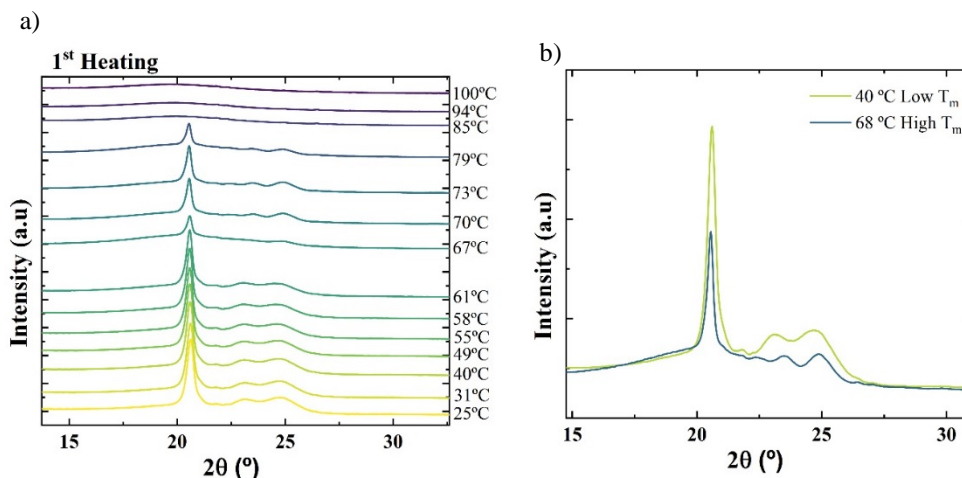 a)
1st Heating
100ºC
94ºC
85ºC
79ºC
73ºC
70ºC
67ºC
61ºC
58ºC
55ºC
49ºC
40ºC
31ºC
25ºC
Intensity (a.u)
15 20 25 30
2θ (º)
b)
40 ºC Low Tm
68 ºC High Tm
Intensity (a.u)
15 20 25 30
2θ (º)